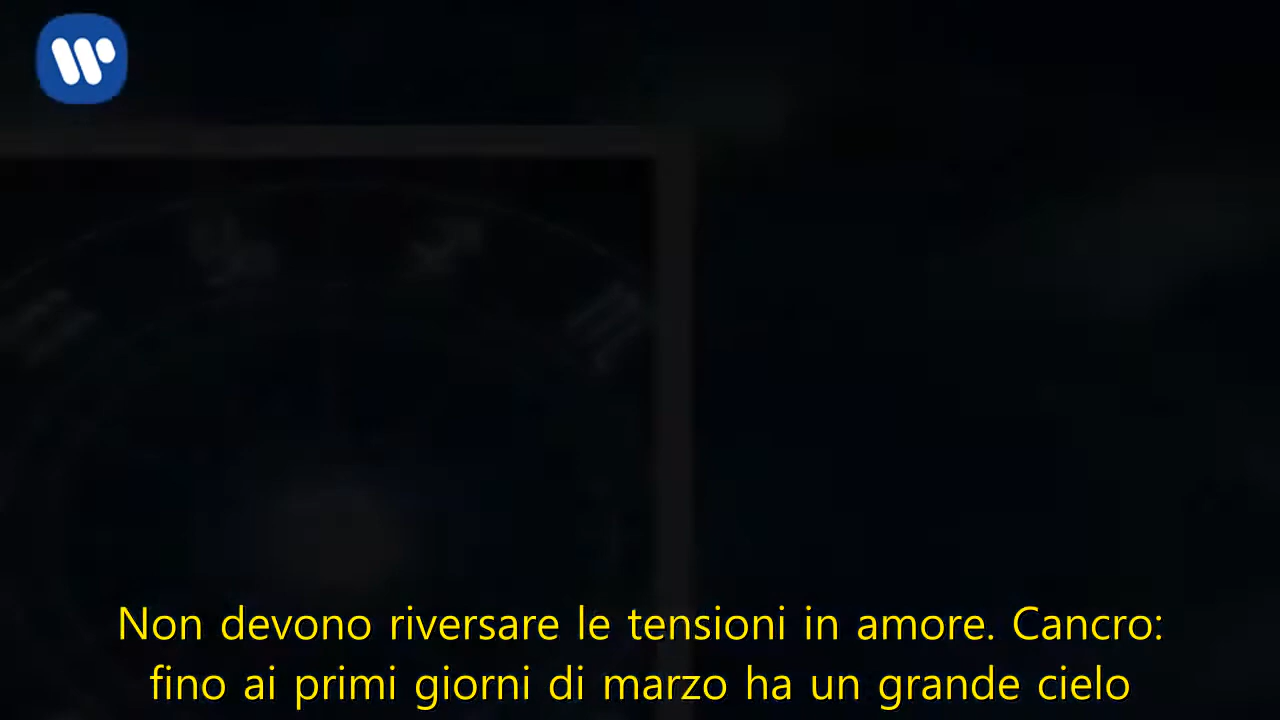 Non devono riversare le tensioni in amore. Cancro:
fino ai primi giorni di marzo ha un grande cielo